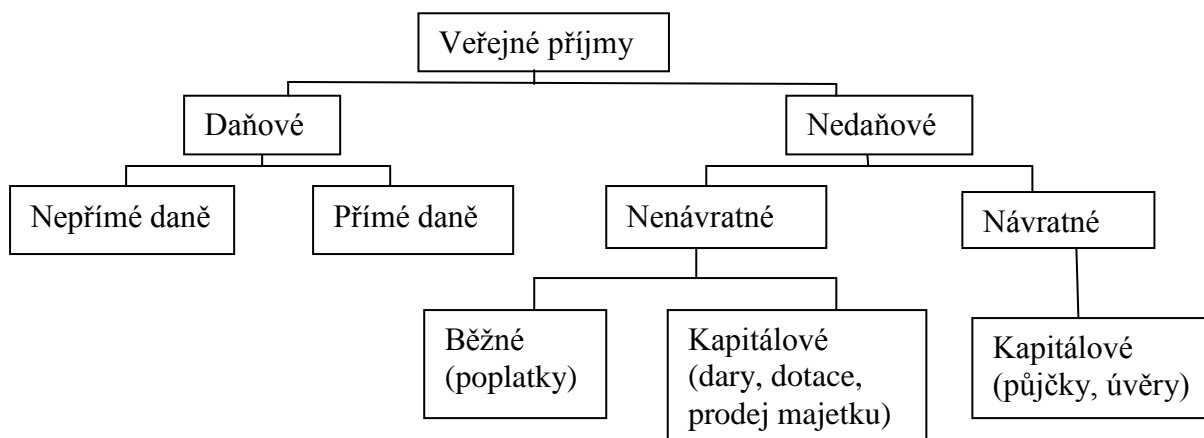 Veřejné příjmy
Daňové
Nedaňové
Nepřímé daně
Přímé daně
Nenávratné
Návratné
Běžné
(poplatky)
Kapitálové
(dary, dotace,
prodej majetku)
Kapitálové
(půjčky, úvěry)